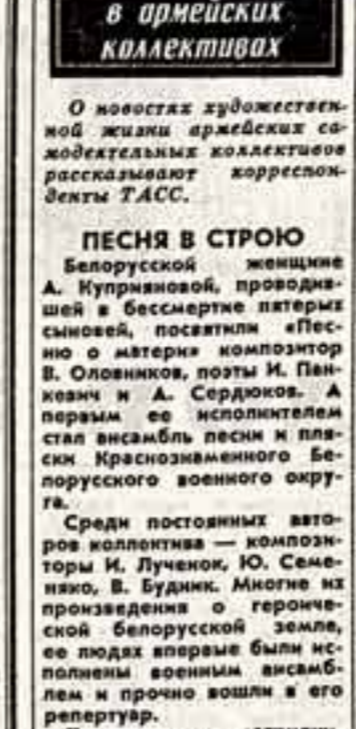 в армейских
коллективах
О новостях художествен-
ной жизни армейских са-
модеятельных коллективов
рассказывают корреспон-
денты ТАСС.
ПЕСНЯ В СТРОЮ
Белорусской женщине
А. Куприяновой, проводив-
шей в бессмертие пятерых
сыновей, посвятили «Пес-
ню о матери» композитор
В. Оловников, поэты И. Пан-
кевич и А. Сердюков. А
первым ее исполнителем
стал ансамбль песни и пля-
ски Краснознаменного Бе-
лорусского военного окру-
га.
Среди постоянных авто-
ров коллектива — компози-
торы И. Лученок, Ю. Семе-
няко, В. Будник. Многие их
произведения о героиче-
ской белорусской земле,
ее людях впервые были ис-
полнены военным ансамб-
лем и прочно вошли в его
репертуар.